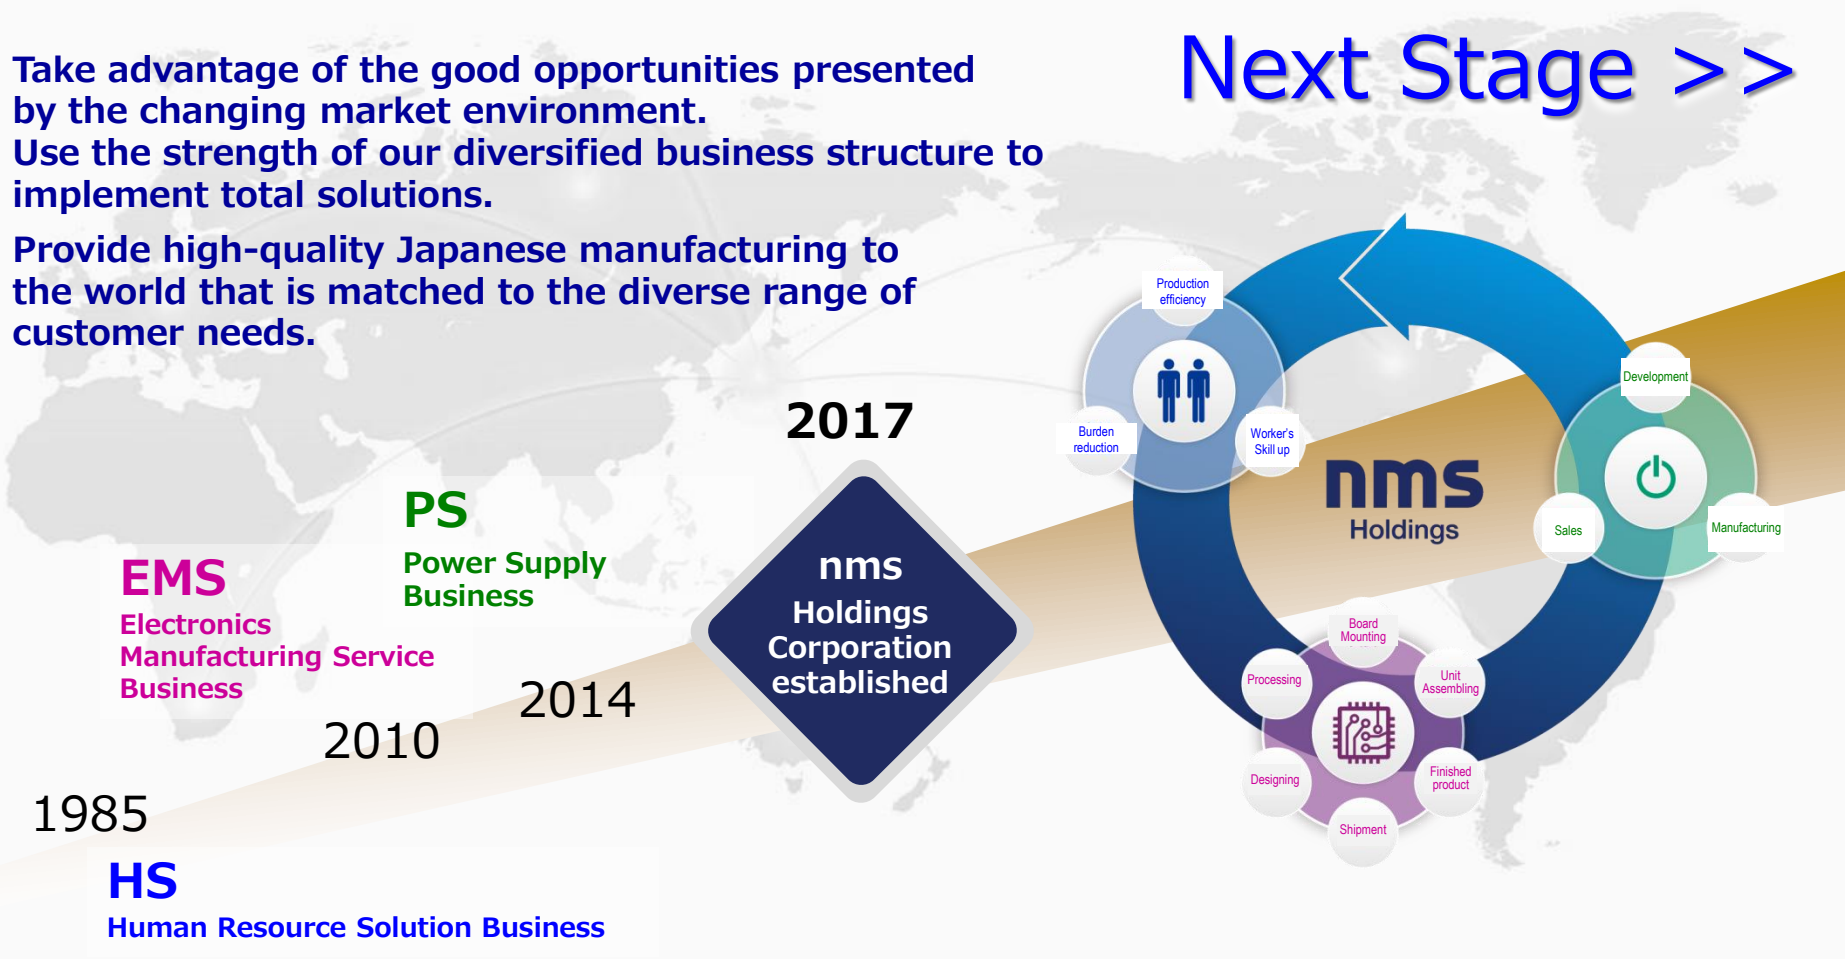 Take advantage of the good opportunities presented
by the changing market environment.
Use the strength of our diversified business structure to
implement total solutions.
Provide high-quality Japanese manufacturing to
the world that is matched to the diverse range of
customer needs.
Next Stage >>
1985
HS
Human Resource Solution Business
EMS
Electronics
Manufacturing Service
Business
2010
PS
Power Supply
Business
2014
2017
nms
Holdings
Corporation
established
Production
efficiency
Burden
reduction
Worker's
Skill up
nms
Holdings
Development
Sales
Manufacturing
Board
Mounting
Processing
Unit
Assembling
Designing
Finished
product
Shipment